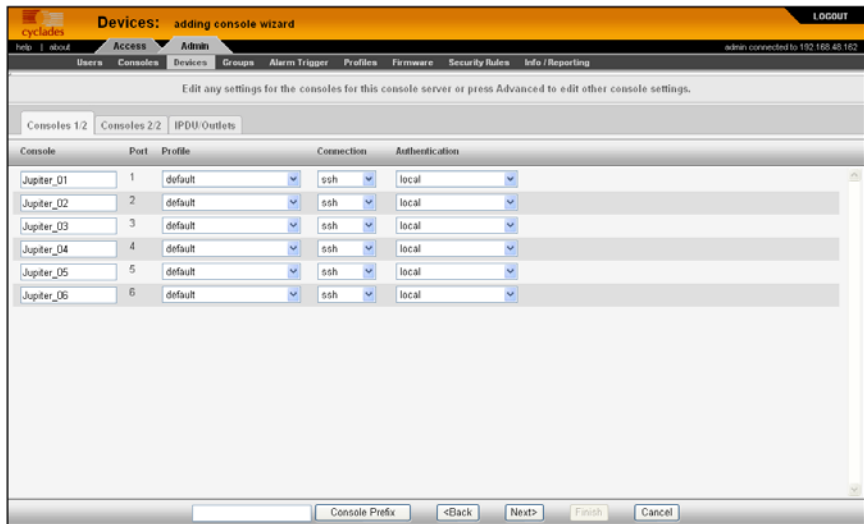 LOGOUT
cyclades
Devices: adding console wizard
help | about
Access Admin
admin connected to 192.168.48.162
Users Consoles Devices Groups Alarm Trigger Profiles Firmware Security Rules Info / Reporting
Edit any settings for the consoles for this console server or press Advanced to edit other console settings.
Consoles 1/2 Consoles 2/2 IPDU/Outlets
Console Port Profile Connection Authentication
Jupiter_01 1 default ssh local
Jupiter_02 2 default ssh local
Jupiter_03 3 default ssh local
Jupiter_04 4 default ssh local
Jupiter_05 5 default ssh local
Jupiter_06 6 default ssh local
Console Prefix <Back Next> Finish Cancel